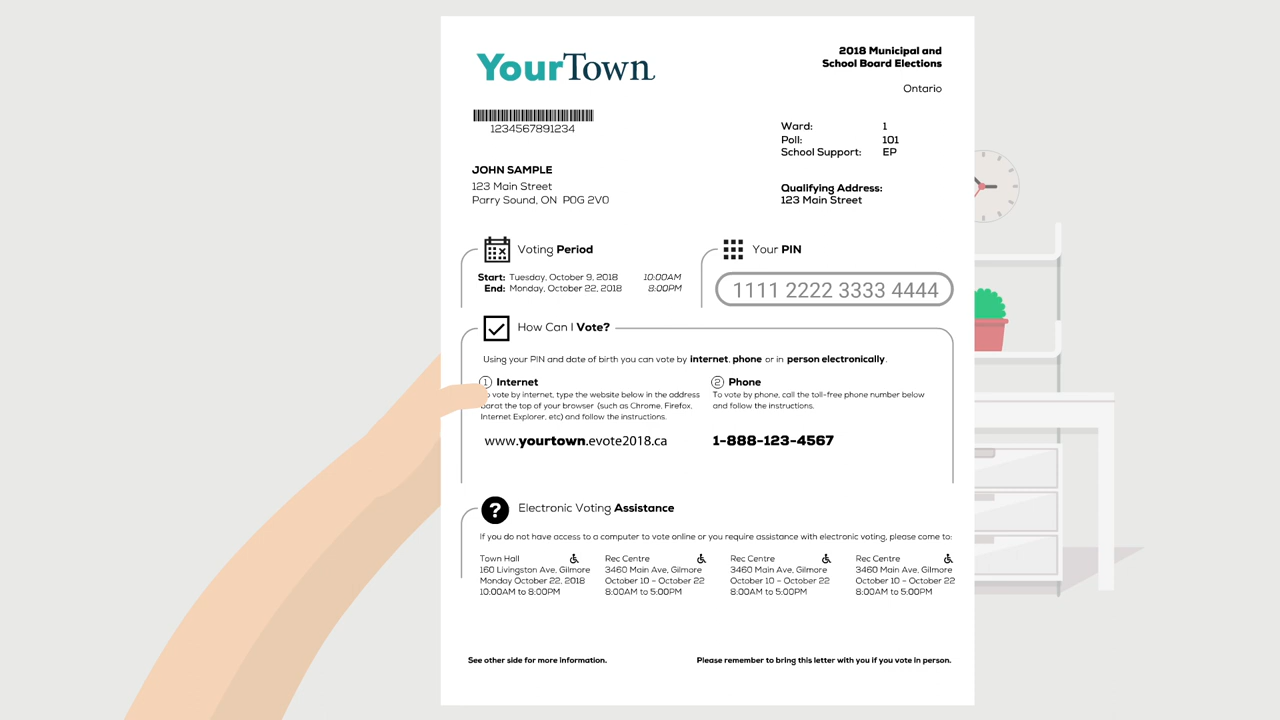 YourTown
2018 Municipal and
School Board Elections
Ontario
1234567891234
Ward: 1
Poll: 101
School Support: EP
JOHN SAMPLE
123 Main Street
Parry Sound, ON P0G 2V0
Qualifying Address:
123 Main Street
Voting Period
Start: Tuesday, October 9, 2018 10:00AM
End: Monday, October 22, 2018 8:00PM
Your PIN
1111 2222 3333 4444
How Can I Vote?
Using your PIN and date of birth you can vote by internet, phone or in person electronically.
1 Internet
vote by internet, type the website below in the address
at the top of your browser (such as Chrome, Firefox,
Internet Explorer, etc) and follow the instructions.
www.yourtown.evote2018.ca
2 Phone
To vote by phone, call the toll-free phone number below
and follow the instructions.
1-888-123-4567
? Electronic Voting Assistance
If you do not have access to a computer to vote online or you require assistance with electronic voting, please come to:
Town Hall
160 Livingston Ave, Gilmore
Monday October 22, 2018
10:00AM to 8:00PM
Rec Centre
3460 Main Ave, Gilmore
October 10 – October 22
8:00AM to 5:00PM
Rec Centre
3460 Main Ave, Gilmore
October 10 – October 22
8:00AM to 5:00PM
Rec Centre
3460 Main Ave, Gilmore
October 10 – October 22
8:00AM to 5:00PM
See other side for more information.
Please remember to bring this letter with you if you vote in person.